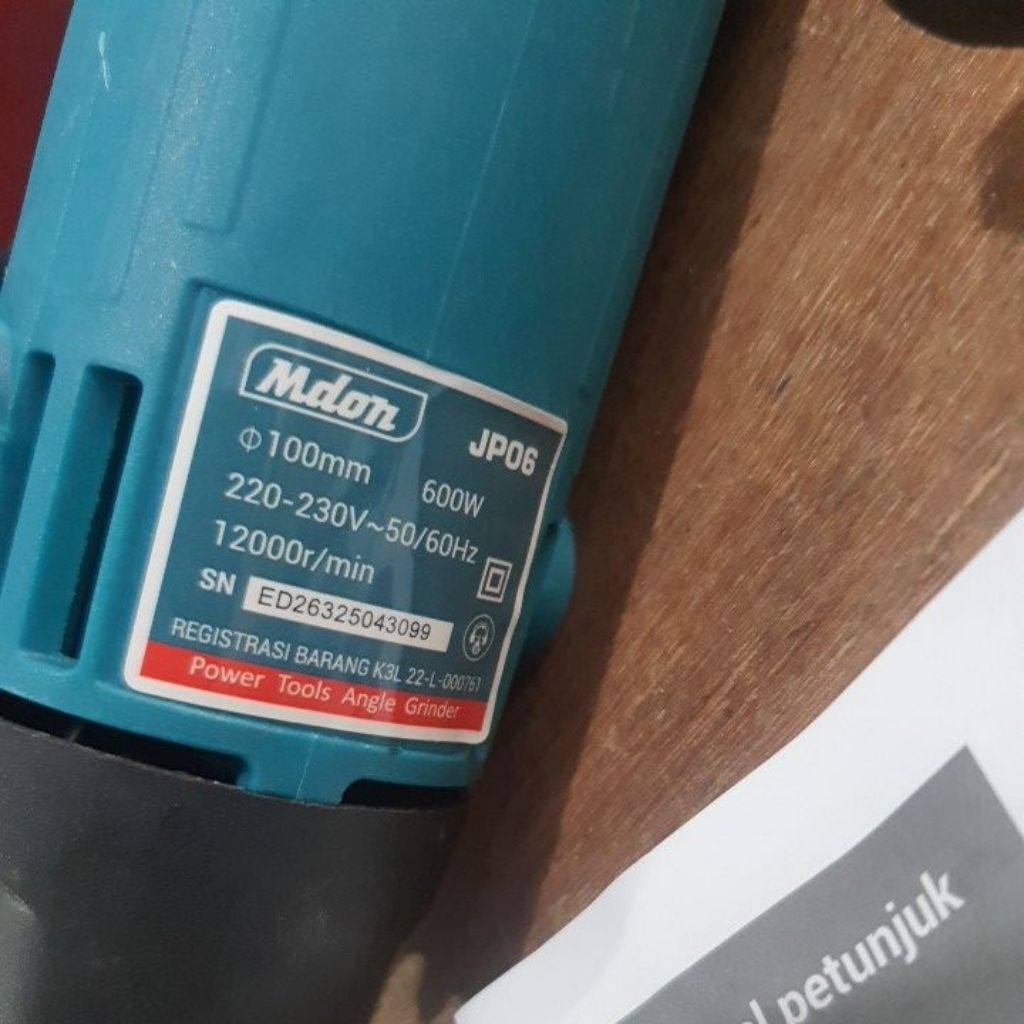 Mdon
JP06
Φ100mm 600W
220-230V~50/60Hz
12000r/min
SN ED26325043099
REGISTRASI BARANG K3L 22-L-000761
Power Tools Angle Grinder
petunjuk